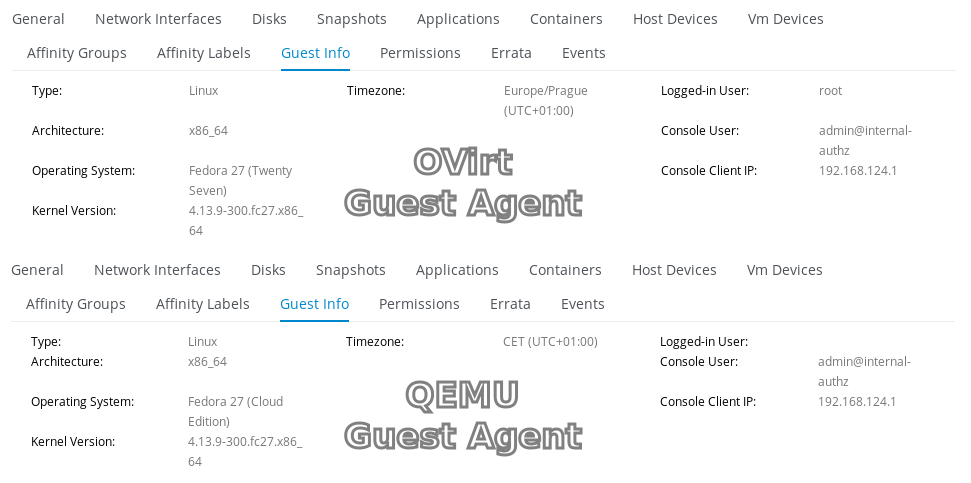 General Network Interfaces Disks Snapshots Applications Containers Host Devices Vm Devices
Affinity Groups Affinity Labels Guest Info Permissions Errata Events
Type: Linux Timezone: Europe/Prague Logged-in User: root
(UTC+01:00)
Architecture: x86_64 Console User: admin@internal-
OVirt authz
Operating System: Fedora 27 (Twenty Console Client IP: 192.168.124.1
Seven)
Guest Agent
Kernel Version: 4.13.9-300.fc27.x86_
64
General Network Interfaces Disks Snapshots Applications Containers Host Devices Vm Devices
Affinity Groups Affinity Labels Guest Info Permissions Errata Events
Type: Linux Timezone: CET (UTC+01:00) Logged-in User:
Architecture: x86_64 Console User: admin@internal-
authz
QEMU
Operating System: Fedora 27 (Cloud Console Client IP: 192.168.124.1
Edition)
Guest Agent
Kernel Version: 4.13.9-300.fc27.x86_
64